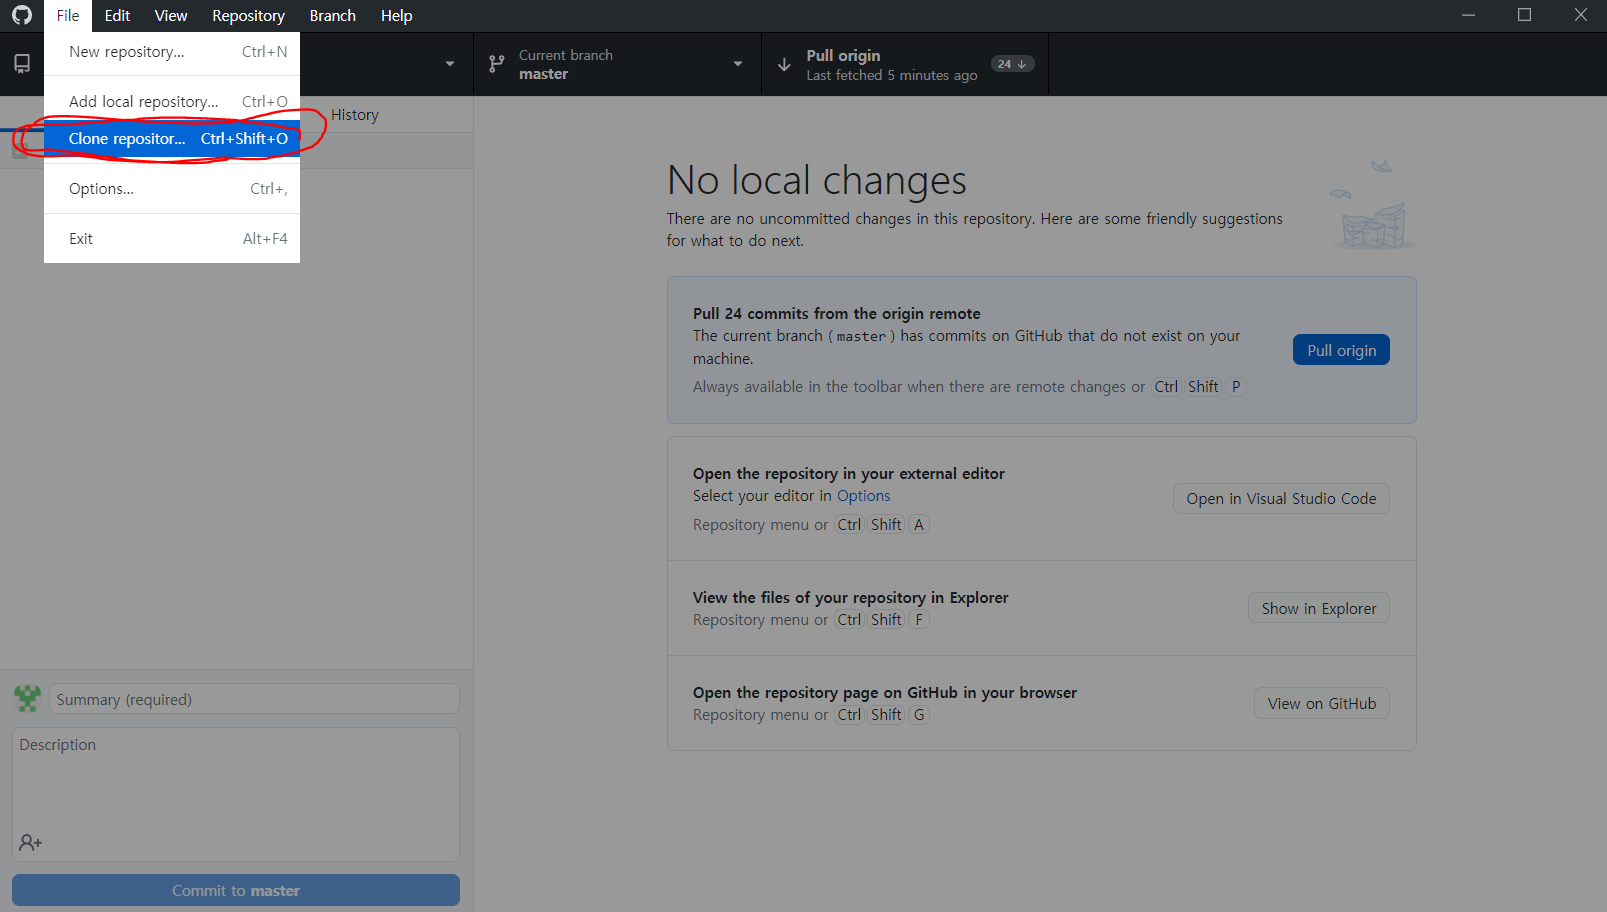 File Edit View Repository Branch Help
New repository... Ctrl+N
Add local repository... Ctrl+O
Clone repositor... Ctrl+Shift+O
Options... Ctrl+,
Exit Alt+F4
Current branch
master
Pull origin
Last fetched 5 minutes ago
24
History
No local changes
There are no uncommitted changes in this repository. Here are some friendly suggestions
for what to do next.
Pull 24 commits from the origin remote
The current branch (master) has commits on GitHub that do not exist on your
machine.
Always available in the toolbar when there are remote changes or Ctrl Shift P
Pull origin
Open the repository in your external editor
Select your editor in Options
Repository menu or Ctrl Shift A
Open in Visual Studio Code
View the files of your repository in Explorer
Repository menu or Ctrl Shift F
Show in Explorer
Open the repository page on GitHub in your browser
Repository menu or Ctrl Shift G
View on GitHub
Summary (required)
Description
Commit to master